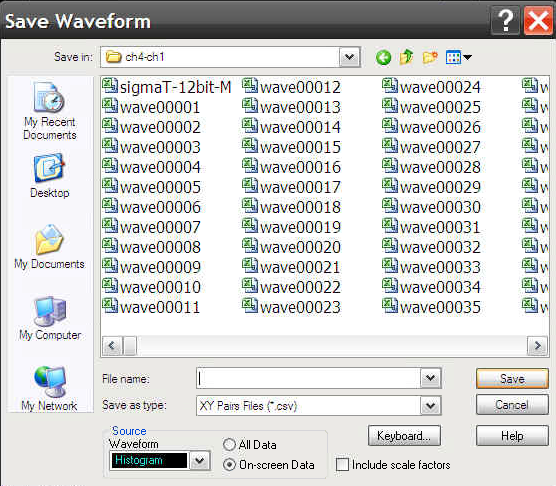 Save Waveform
Save in: ch4-ch1
My Recent
Documents
Desktop
My Documents
My Computer
My Network
sigmaT-12bit-M wave00012 wave00024
wave00001 wave00013 wave00025
wave00002 wave00014 wave00026
wave00003 wave00015 wave00027
wave00004 wave00016 wave00028
wave00005 wave00017 wave00029
wave00006 wave00018 wave00030
wave00007 wave00019 wave00031
wave00008 wave00020 wave00032
wave00009 wave00021 wave00033
wave00010 wave00022 wave00034
wave00011 wave00023 wave00035
File name: Save
Save as type: XY Pairs Files (*.csv) Cancel
Source
Waveform
Histogram
All Data
On-screen Data
Keyboard... Help
Include scale factors